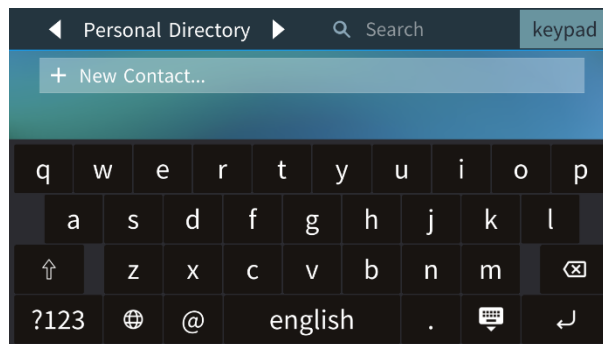 Personal Directory Search keypad
+ New Contact...
q w e r t y u i o p
a s d f g h j k l
z x c v b n m
?123 @ english .